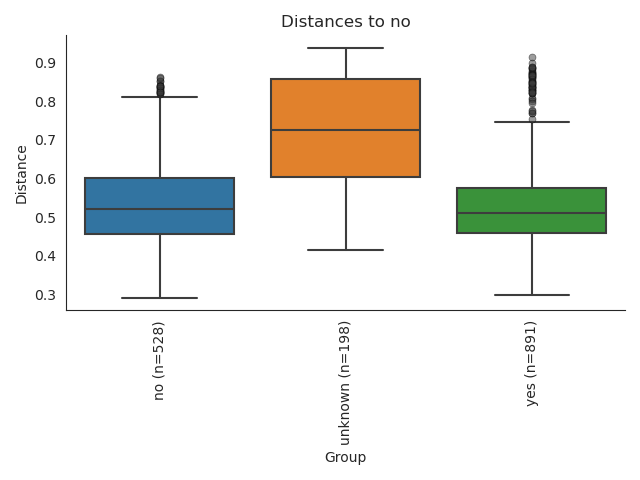 Distances to no
Distance
0.9
0.8
0.7
0.6
0.5
0.4
0.3
no (n=528)
unknown (n=198)
yes (n=891)
Group